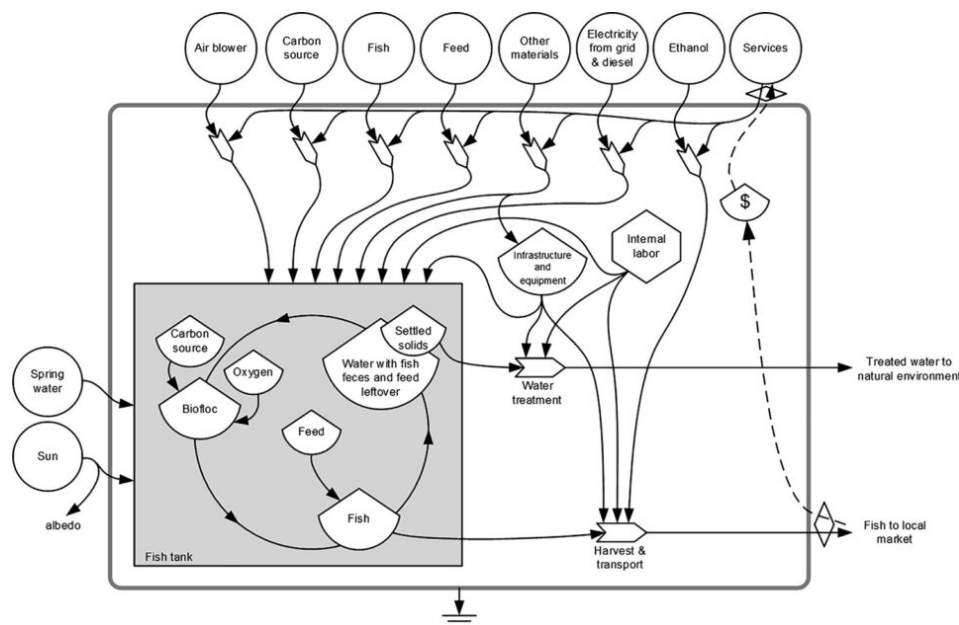 Air blower
Carbon
source
Fish
Feed
Other
materials
Electricity
from grid
& diesel
Ethanol
Services
$
Infrastructure
and
equipment
Internal
labor
Settled
solids
Carbon
source
Water with fish
feces and feed
leftover
Oxygen
Biofloc
Feed
Fish
Fish tank
Spring
water
Sun
albedo
Water
treatment
Treated water to
natural environment
Harvest &
transport
Fish to local
market